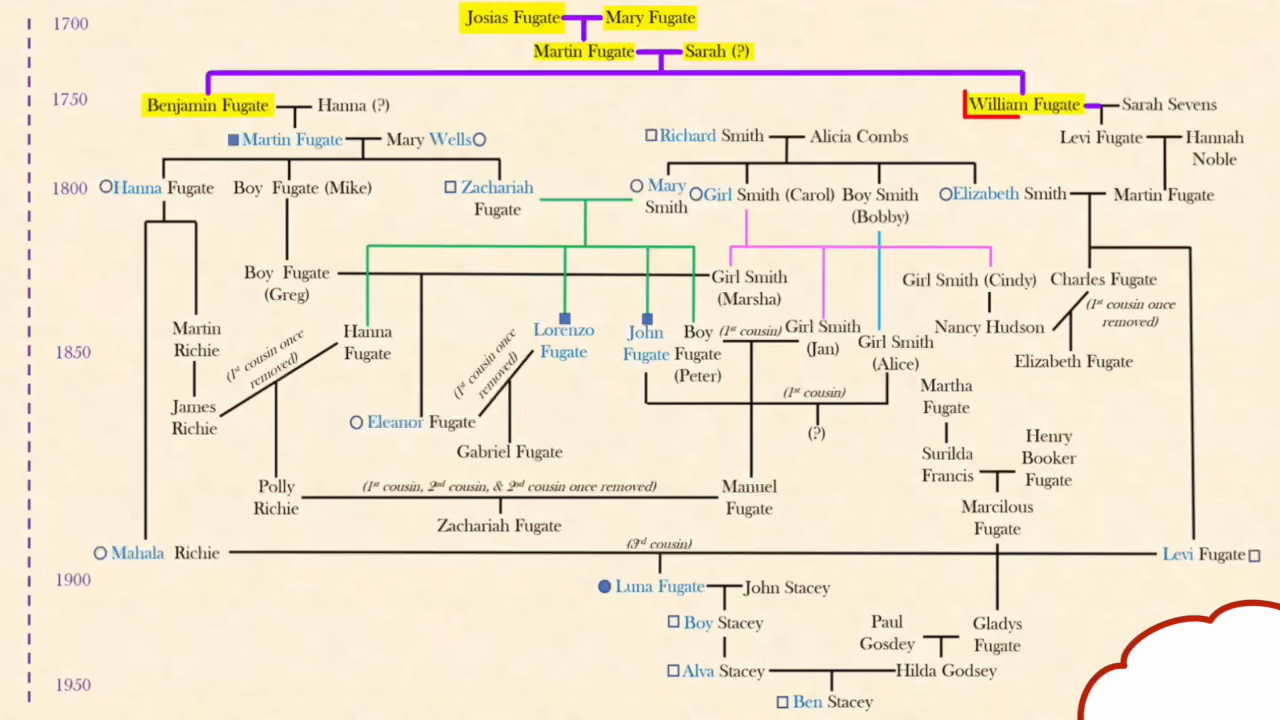 1700
Josias Fugate Mary Fugate
Martin Fugate Sarah (?)
1750
Benjamin Fugate Hanna (?)
William Fugate Sarah Sevens
Martin Fugate Mary Wells
Richard Smith Alicia Combs
Levi Fugate Hannah
Noble
1800
Hanna Fugate
Boy Fugate (Mike)
Zachariah
Fugate
Mary
Smith
Girl Smith (Carol)
Boy Smith
(Bobby)
Elizabeth Smith
Martin Fugate
Boy Fugate
(Greg)
Girl Smith
(Marsha)
Girl Smith (Cindy)
Charles Fugate
(1st cousin once
removed)
Martin
Richie
1850
(1st cousin once
removed)
Hanna
Fugate
(1st cousin once
removed)
Lorenzo
Fugate
John
Fugate
Boy
Fugate
(Peter)
(1st cousin)
Girl Smith
(Jan)
Girl Smith
(Alice)
Nancy Hudson
Elizabeth Fugate
James
Richie
Eleanor Fugate
Gabriel Fugate
(1st cousin)
(?)
Martha
Fugate
Surilda
Francis
Henry
Booker
Fugate
Polly
Richie
(1st cousin, 2nd cousin, & 2nd cousin once removed)
Manuel
Fugate
Zachariah Fugate
Marcilous
Fugate
Mahala Richie
(3rd cousin)
Levi Fugate
1900
Luna Fugate John Stacey
Boy Stacey
Paul
Gosdey
Gladys
Fugate
Alva Stacey
Hilda Godsey
1950
Ben Stacey